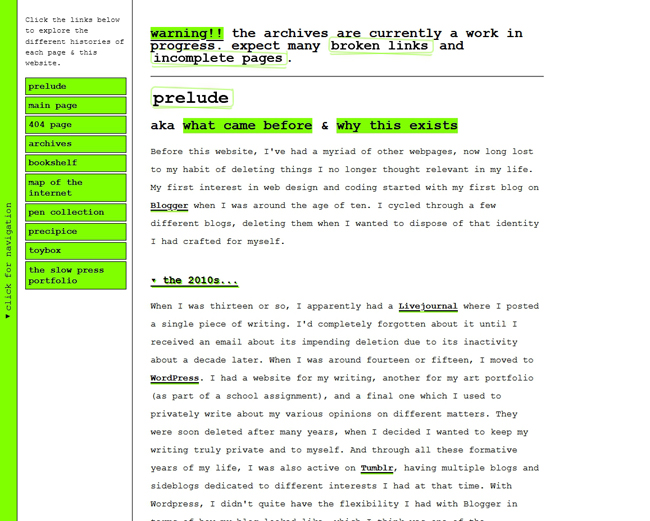 Click the links below
to explore the
different histories of
each page & this
website.
prelude
main page
404 page
archives
bookshelf
map of the
internet
pen collection
precipice
toybox
the slow press
portfolio
▼ click for navigation
warning!! the archives are currently a work in
progress. expect many broken links and
incomplete pages.
prelude
aka what came before & why this exists
Before this website, I've had a myriad of other webpages, now long lost
to my habit of deleting things I no longer thought relevant in my life.
My first interest in web design and coding started with my first blog on
Blogger when I was around the age of ten. I cycled through a few
different blogs, deleting them when I wanted to dispose of that identity
I had crafted for myself.
▾ the 2010s...
When I was thirteen or so, I apparently had a Livejournal where I posted
a single piece of writing. I'd completely forgotten about it until I
received an email about its impending deletion due to its inactivity
about a decade later. When I was around fourteen or fifteen, I moved to
WordPress. I had a website for my writing, another for my art portfolio
(as part of a school assignment), and a final one which I used to
privately write about my various opinions on different matters. They
were soon deleted after many years, when I decided I wanted to keep my
writing truly private and to myself. And through all these formative
years of my life, I was also active on Tumblr, having multiple blogs and
sideblogs dedicated to different interests I had at that time. With
Wordpress, I didn't quite have the flexibility I had with Blogger in